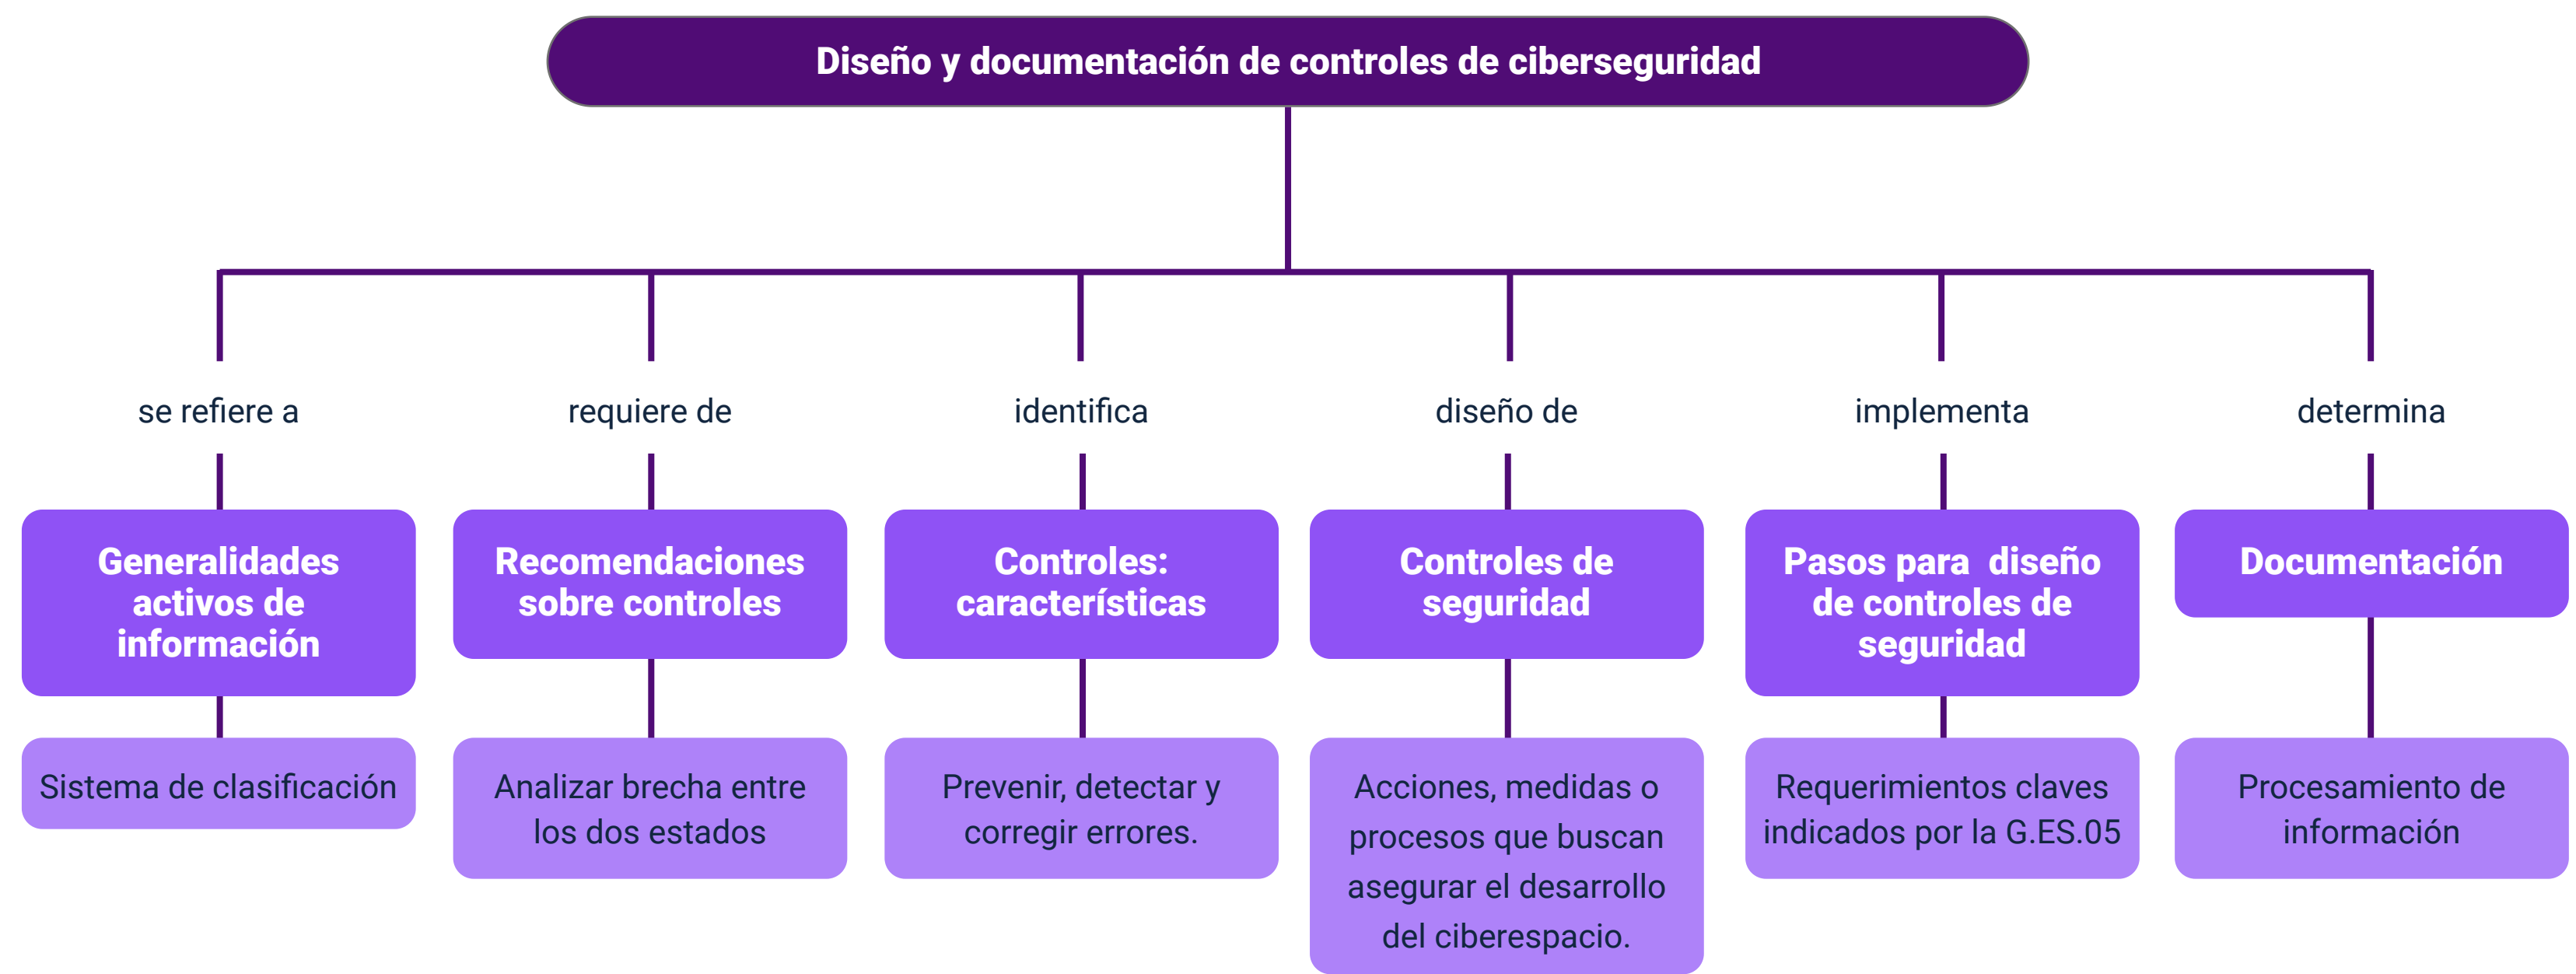 Diseño y documentación de controles de ciberseguridad
se refiere a
requiere de
identifica
diseño de
implementa
determina
Generalidades
activos de
información
Recomendaciones
sobre controles
Controles:
características
Controles de
seguridad
Pasos para  diseño
de controles de
seguridad
Documentación
Sistema de clasificación
Analizar brecha entre
los dos estados
Prevenir, detectar y
corregir errores.
Acciones, medidas o
procesos que buscan
asegurar el desarrollo
del ciberespacio.
Requerimientos claves
indicados por la G.ES.05
Procesamiento de
información